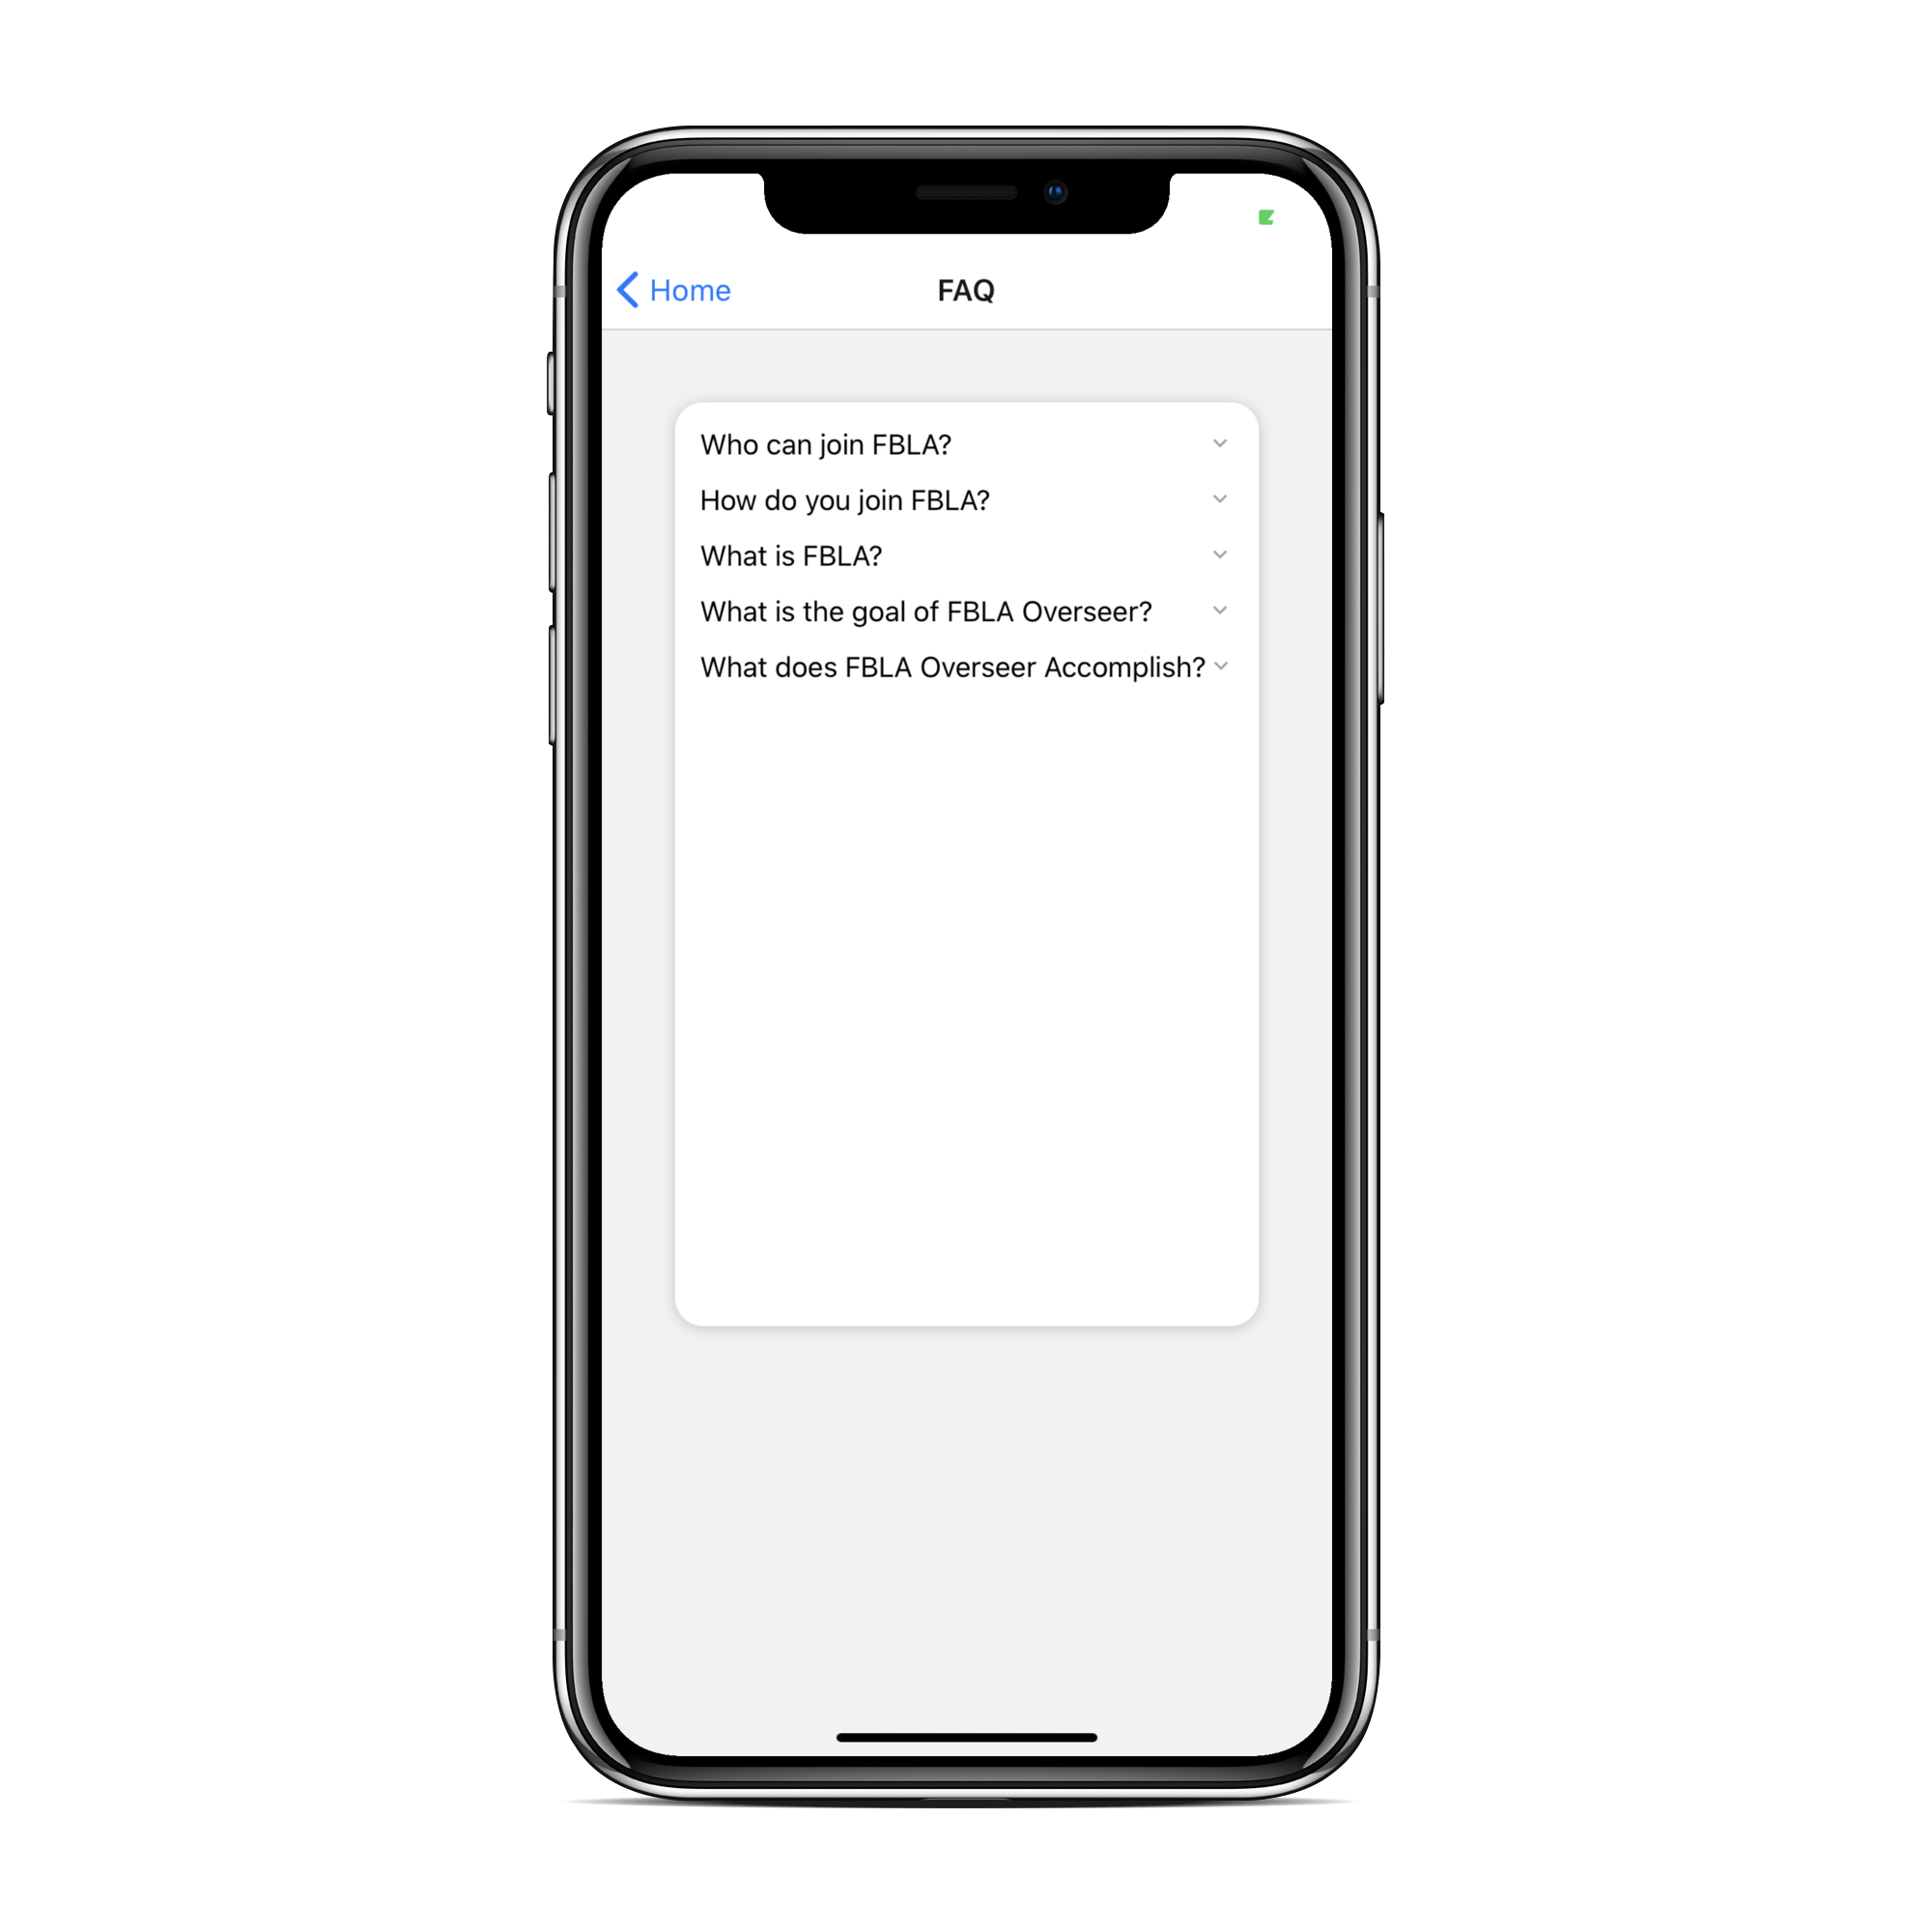 Home
FAQ
Who can join FBLA?
How do you join FBLA?
What is FBLA?
What is the goal of FBLA Overseer?
What does FBLA Overseer Accomplish?